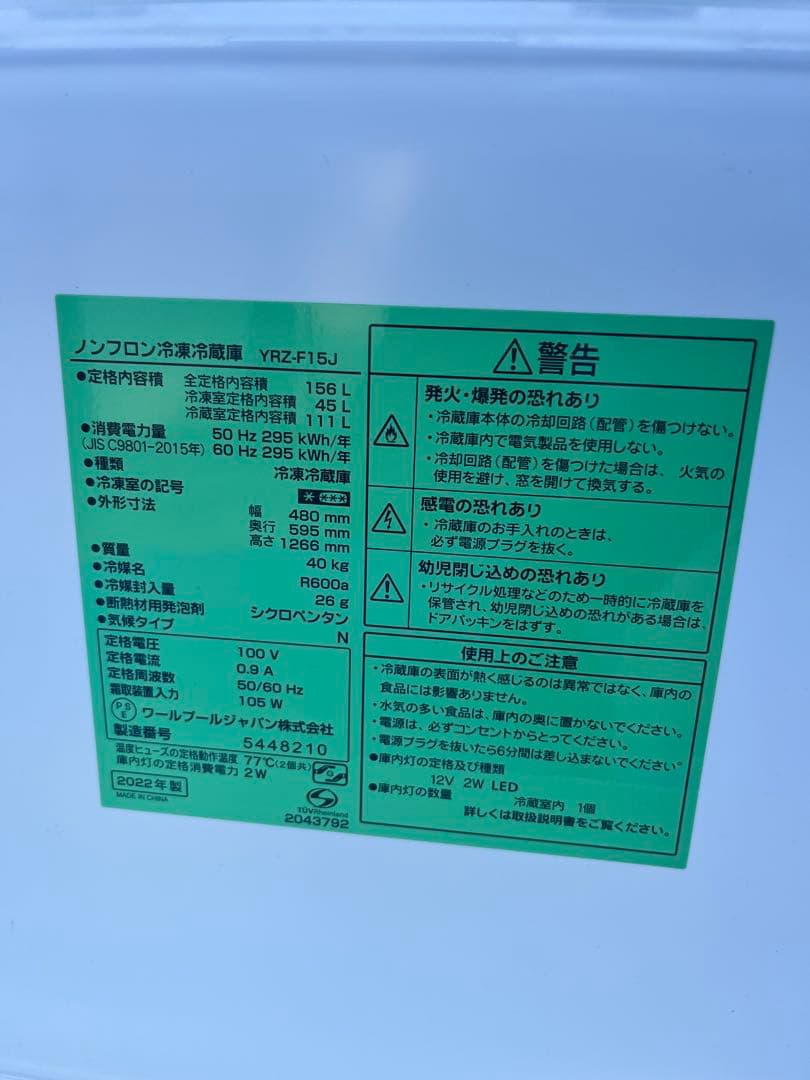 ノンフロン冷凍冷蔵庫 YRZ-F15J
●定格内容積 全定格内容積 156 L
冷凍室定格内容積 45 L
冷蔵室定格内容積 111 L
●消費電力量 50 Hz 295 kWh/年
(JIS C9801-2015年) 60 Hz 295 kWh/年
●種類 冷凍冷蔵庫
●冷凍室の記号
●外形寸法 幅 480 mm
奥行 595 mm
高さ 1266 mm
●質量 40 kg
●冷媒名 R600a
●冷媒封入量 26 g
●断熱材用発泡剤 シクロペンタン
●気候タイプ N
定格電圧 100 V
定格電流 0.9 A
定格周波数 50/60 Hz
霜取装置入力 105 W
PSE ワールプールジャパン株式会社
製造番号 5448210
温度ヒューズの定格動作温度 77℃(2個共)
庫内灯の定格消費電力 2W
2022年製
MADE IN CHINA
TÜVRheinland
2043792
警告
発火・爆発の恐れあり
・冷蔵庫本体の冷却回路(配管)を傷つけない。
・冷蔵庫内で電気製品を使用しない。
・冷却回路(配管)を傷つけた場合は、火気の
使用を避け、窓を開けて換気する。
感電の恐れあり
・冷蔵庫のお手入れのときは、
必ず電源プラグを抜く。
幼児閉じ込めの恐れあり
・リサイクル処理などのため一時的に冷蔵庫を
保管され、幼児閉じ込めの恐れがある場合は、
ドアパッキンをはずす。
使用上のご注意
・冷蔵庫の表面が熱く感じるのは異常ではなく、庫内の
食品には影響ありません。
・水気の多い食品は、庫内の奥に置かないでください。
・電源は、必ずコンセントからとってください。
・電源プラグを抜いたら6分間は差し込まないでください。
●庫内灯の定格及び種類
12V 2W LED
●庫内灯の数量 冷蔵室内 1個
詳しくは取扱説明書をご覧ください。